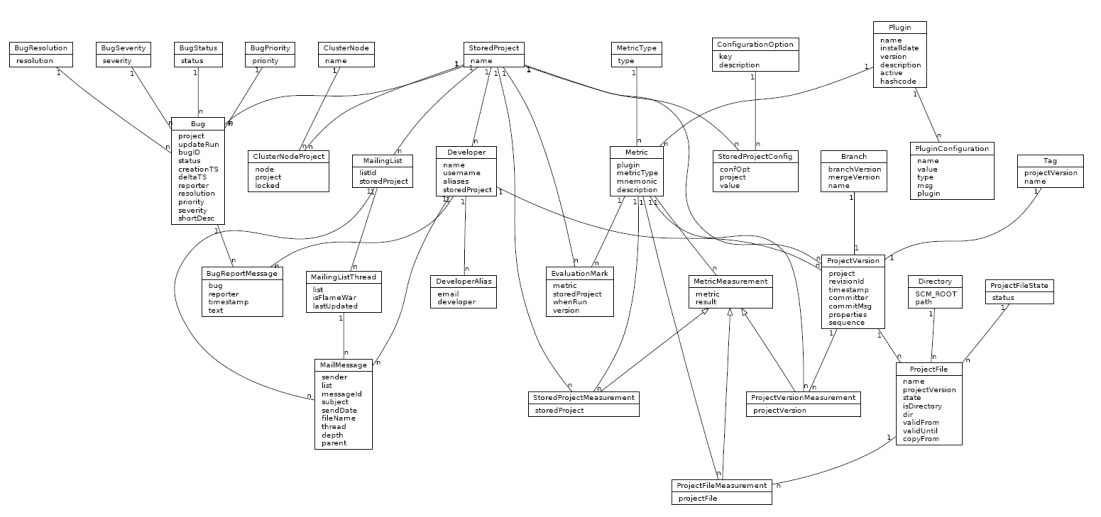 Plugin
name
installdate
version
description
active
hashcode
BugResolution
resolution
BugSeverity
severity
BugStatus
status
BugPriority
priority
ClusterNode
name
StoredProject
name
MetricType
type
ConfigurationOption
key
description
Bug
project
updateRun
bugID
status
creationTS
deltaTS
reporter
resolution
priority
severity
shortDesc
ClusterNodeProject
node
project
locked
MailingList
listId
storedProject
Developer
name
username
aliases
storedProject
Metric
plugin
metricType
mnemonic
description
StoredProjectConfig
confOpt
project
value
Branch
branchVersion
mergeVersion
name
PluginConfiguration
name
value
type
msg
plugin
Tag
projectVersion
name
BugReportMessage
bug
reporter
timestamp
text
MailingListThread
list
isFlameWar
lastUpdated
DeveloperAlias
email
developer
EvaluationMark
metric
storedProject
whenRun
version
MetricMeasurement
metric
result
ProjectVersion
project
revisionId
timestamp
committer
commitMsg
properties
sequence
Directory
SCM_ROOT
path
ProjectFileState
status
MailMessage
sender
list
messageId
subject
sendDate
fileName
thread
depth
parent
StoredProjectMeasurement
storedProject
ProjectVersionMeasurement
projectVersion
ProjectFile
name
projectVersion
state
isDirectory
dir
validFrom
validUntil
copyFrom
ProjectFileMeasurement
projectFile